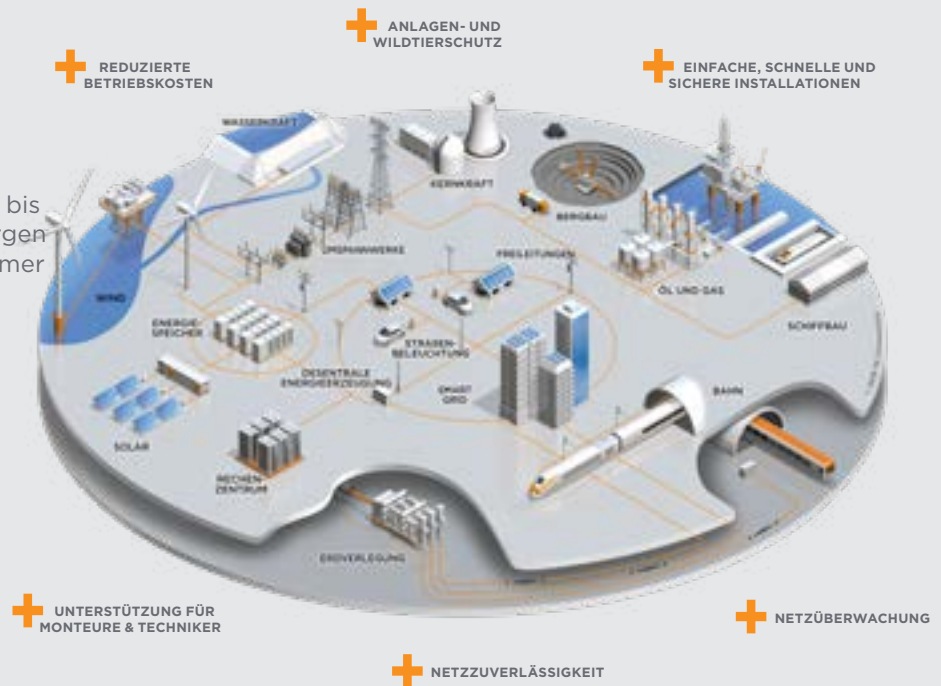 ANLAGEN- UND
WILDTIERSCHUTZ
REDUZIERTE
BETRIEBSKOSTEN
EINFACHE, SCHNELLE UND
SICHERE INSTALLATIONEN
WASSERKRAFT
KERNKRAFT
BERGBAU
bis
rgen
mer
UMSPANNWERKE
FREILEITUNGEN
ÖL UND GAS
WIND
SCHIFFBAU
ENERGIE-
SPEICHER
STRAßEN-
BELEUCHTUNG
DESENTRALE
ENERGIEERZEUGUNG
SMART
GRID
BAHN
SOLAR
RECHEN-
ZENTRUM
ERDVERLEGUNG
UNTERSTÜTZUNG FÜR
MONTEURE & TECHNIKER
NETZÜBERWACHUNG
NETZZUVERLÄSSIGKEIT